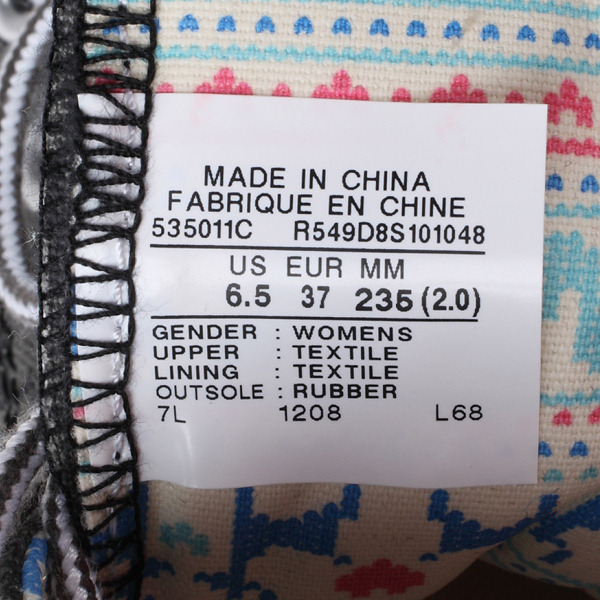 MADE IN CHINA
FABRIQUE EN CHINE
535011C R549D8S101048
US EUR MM
6.5 37 235 (2.0)
GENDER : WOMENS
UPPER : TEXTILE
LINING : TEXTILE
OUTSOLE : RUBBER
7L 1208 L68